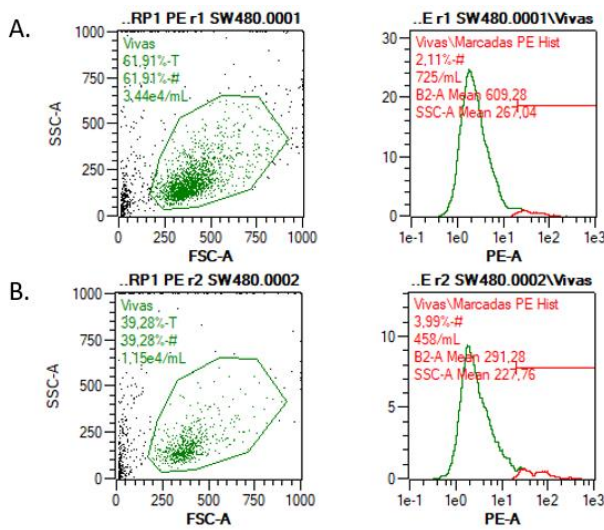 A.
..RP1 PE r1 SW480.0001
Vivas
61,91%-T
61,91%-#
3,44e4/mL
1000
750
500
250
0
SSC-A
0 250 500 750 1000
FSC-A
..E r1 SW480.0001\Vivas
Vivas\Marcadas PE Hist
2,11%-#
725/mL
B2-A Mean 609,28
SSC-A Mean 267,04
30
20
10
0
1e-1 1e0 1e1 1e2 1e3
PE-A
B.
..RP1 PE r2 SW480.0002
Vivas
39,28%-T
39,28%-#
1,15e4/mL
1000
750
500
250
0
SSC-A
0 250 500 750 1000
FSC-A
..E r2 SW480.0002\Vivas
Vivas\Marcadas PE Hist
3,99%-#
458/mL
B2-A Mean 291,28
SSC-A Mean 227,76
10
5
0
1e-1 1e0 1e1 1e2 1e3
PE-A